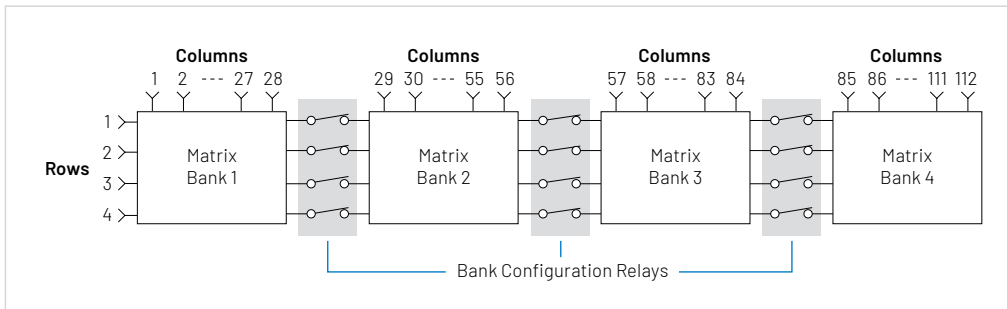 Columns Columns Columns Columns
1 2 --- 27 28 29 30 --- 55 56 57 58 --- 83 84 85 86 --- 111 112
1
2
Rows
3
4
Matrix
Bank 1
Matrix
Bank 2
Matrix
Bank 3
Matrix
Bank 4
Bank Configuration Relays